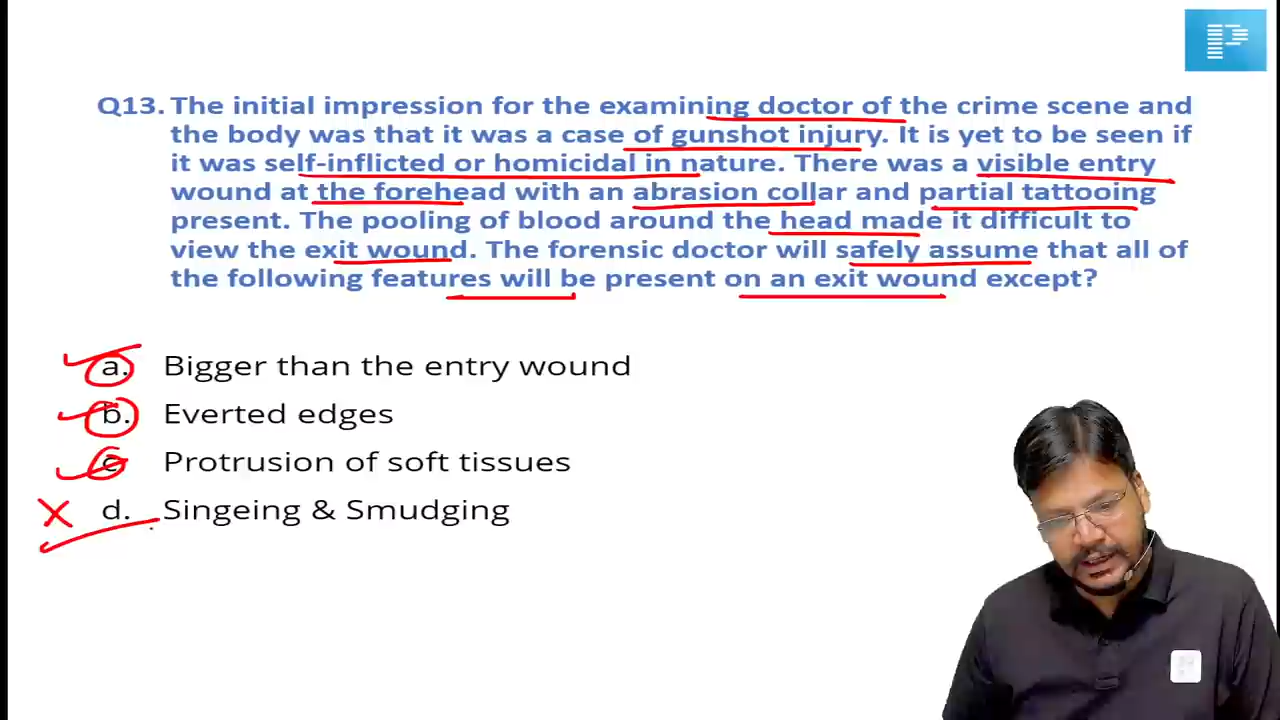 Q13. The initial impression for the examining doctor of the crime scene and
the body was that it was a case of gunshot injury. It is yet to be seen if
it was self-inflicted or homicidal in nature. There was a visible entry
wound at the forehead with an abrasion collar and partial tattooing
present. The pooling of blood around the head made it difficult to
view the exit wound. The forensic doctor will safely assume that all of
the following features will be present on an exit wound except?
a. Bigger than the entry wound
b. Everted edges
c. Protrusion of soft tissues
d. Singeing & Smudging